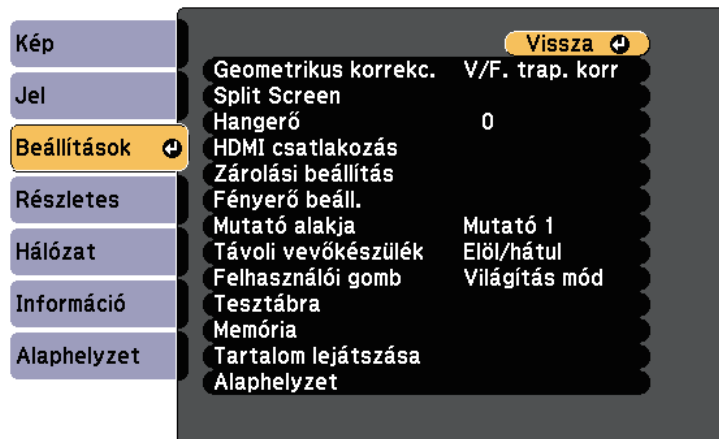 Kép
Jel
Beállítások
Részletes
Hálózat
Információ
Alaphelyzet
Vissza
Geometrikus korrekc. V/F. trap. korr
Split Screen
Hangerő 0
HDMI csatlakozás
Zárolási beállítás
Fényerő beáll.
Mutató alakja Mutató 1
Távoli vevőkészülék Elöl/hátul
Felhasználói gomb Világítás mód
Tesztábra
Memória
Tartalom lejátszása
Alaphelyzet